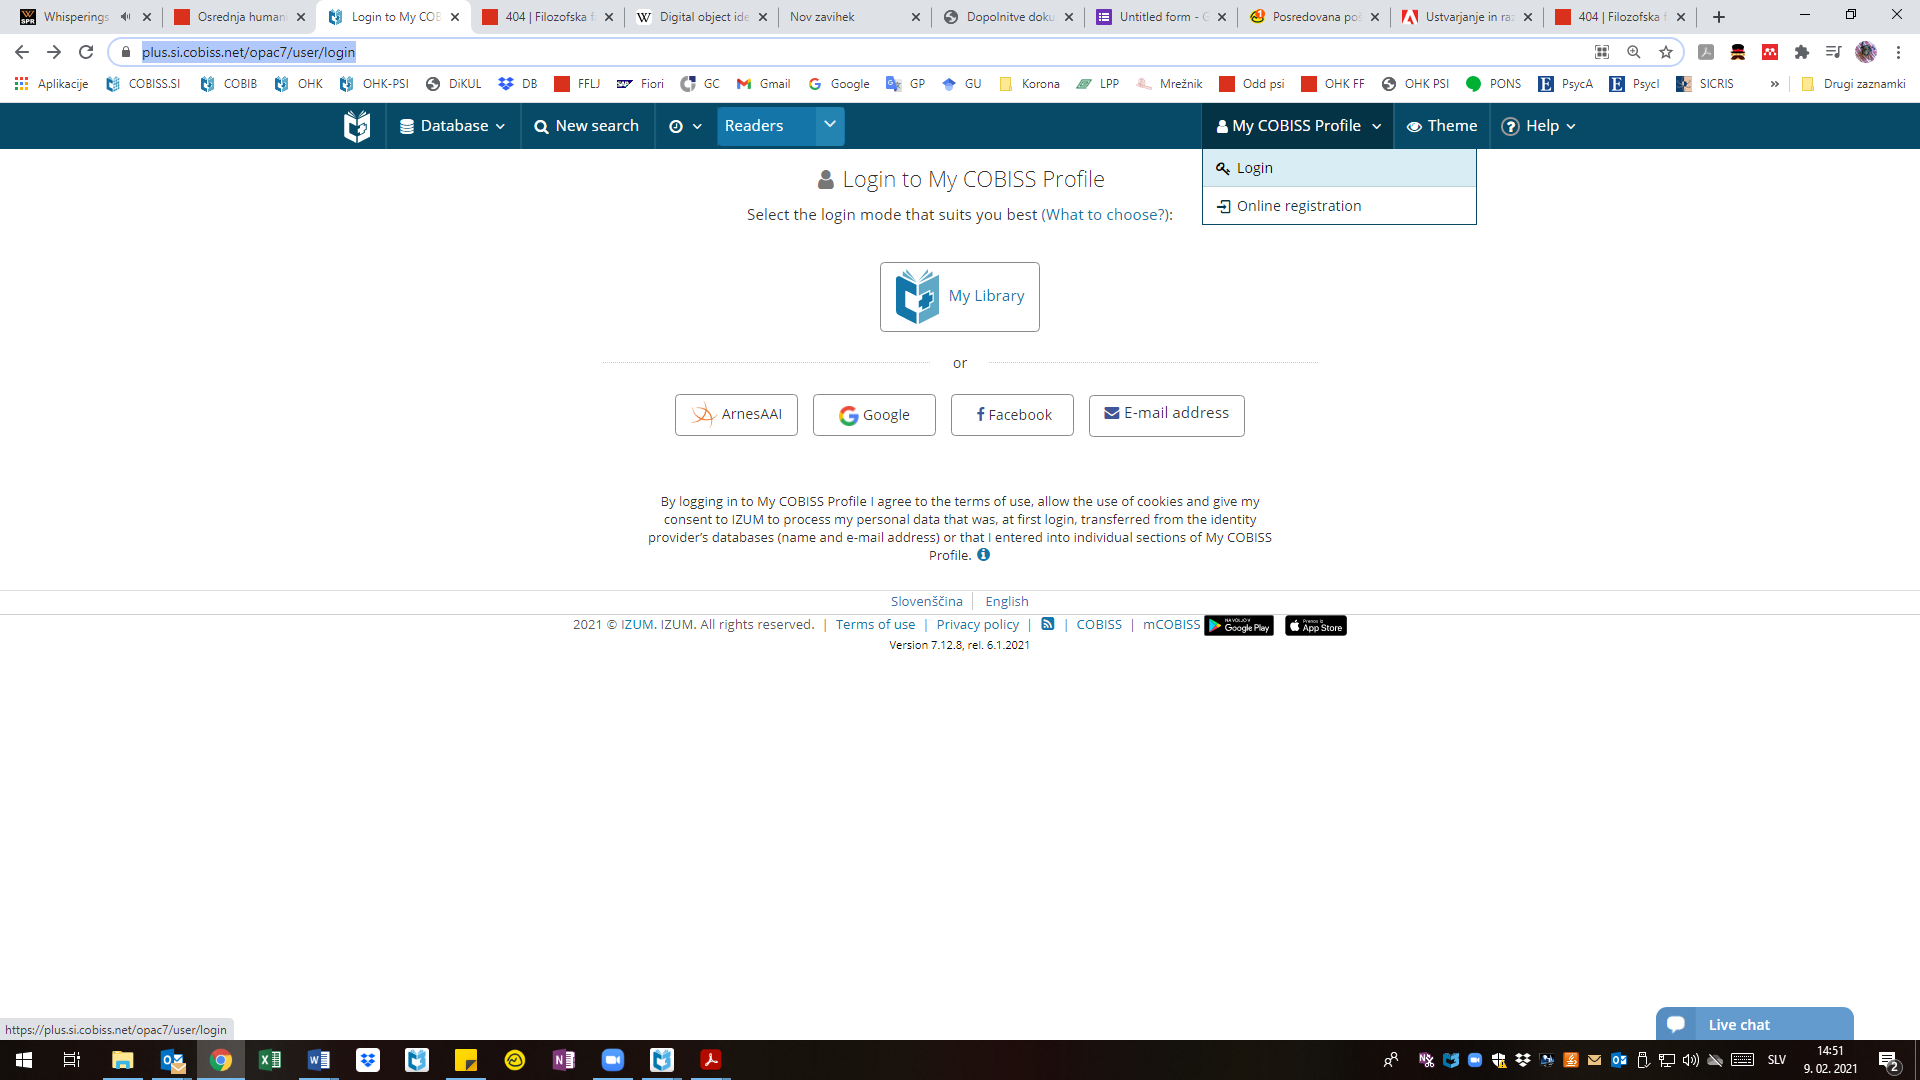 Whisperings
Osrednja humani
Login to My COB
404 | Filozofska f
Digital object ide
Nov zavihek
Dopolnitve doku
Untitled form - G
Posredovana po
Ustvarjanje in raz
404 | Filozofska f
plus.si.cobiss.net/opac7/user/login
Aplikacije COBISS.SI COBIB OHK OHK-PSI DiKUL DB FFLJ Fiori GC Gmail Google GP GU Korona LPP Mrežnik Odd psi OHK FF OHK PSI PONS PsycA PsycI SICRIS » Drugi zaznamki
Database New search Readers My COBISS Profile Theme Help
Login
Online registration
Login to My COBISS Profile
Select the login mode that suits you best (What to choose?):
My Library
or
ArnesAAI Google Facebook E-mail address
By logging in to My COBISS Profile I agree to the terms of use, allow the use of cookies and give my
consent to IZUM to process my personal data that was, at first login, transferred from the identity
provider's databases (name and e-mail address) or that I entered into individual sections of My COBISS
Profile.
Slovenščina English
2021 © IZUM. IZUM. All rights reserved. | Terms of use | Privacy policy | | COBISS | mCOBISS Google Play App Store
Version 7.12.8, rel. 6.1.2021
Live chat
https://plus.si.cobiss.net/opac7/user/login
SLV
14:51
9. 02. 2021
2